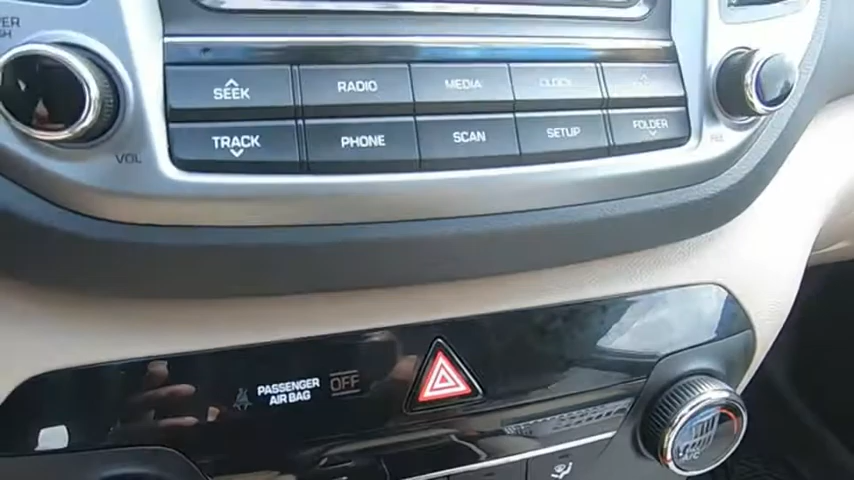 SEEK RADIO MEDIA CLOCK
TRACK PHONE SCAN SETUP FOLDER
VOL
PASSENGER OFF
AIR BAG
A/C